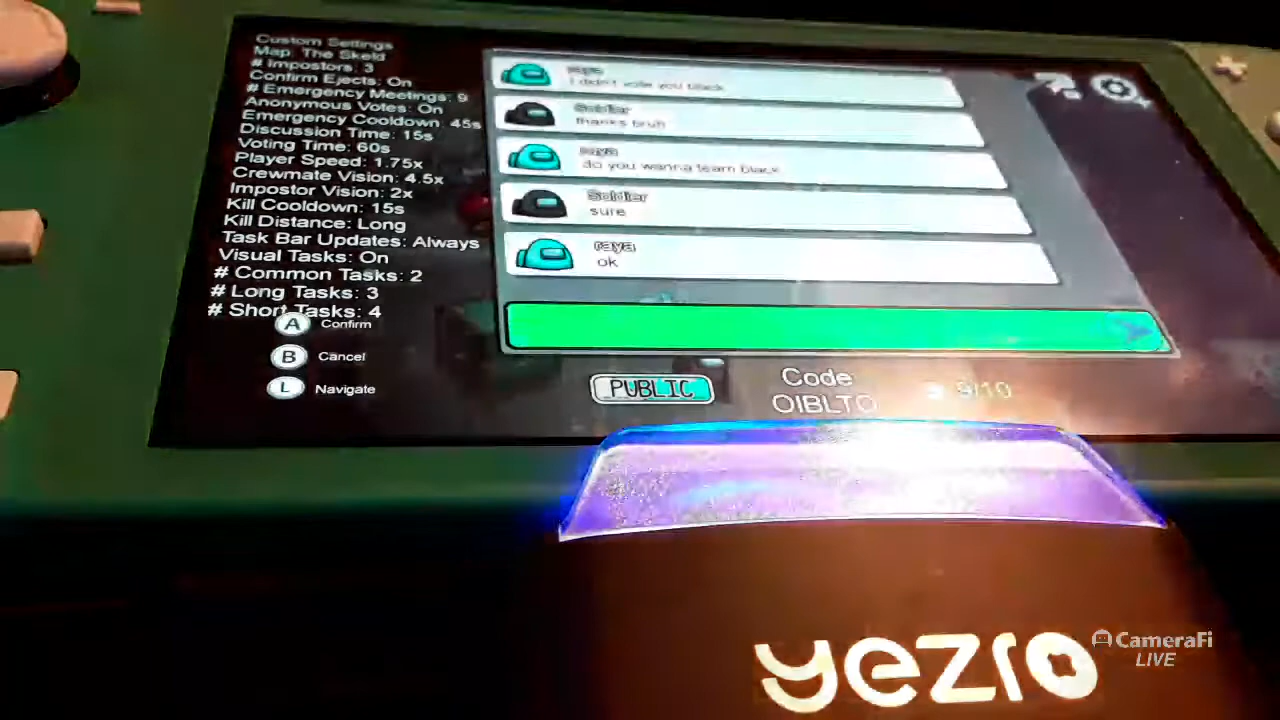 Custom Settings
Map: The Skeld
# Impostors: 3
Confirm Ejects: On
# Emergency Meetings: 9
Anonymous Votes: On
Emergency Cooldown: 45s
Discussion Time: 15s
Voting Time: 60s
Player Speed: 1.75x
Crewmate Vision: 4.5x
Impostor Vision: 2x
Kill Cooldown: 15s
Kill Distance: Long
Task Bar Updates: Always
Visual Tasks: On
# Common Tasks: 2
# Long Tasks: 3
# Short Tasks: 4
A Confirm
B Cancel
L Navigate
raya
I didn't vote you black
Soldier
thanks bruh
raya
do you wanna team black
Soldier
sure
raya
ok
PUBLIC
Code
OIBLTO
9/10
yezro
CameraFi
LIVE